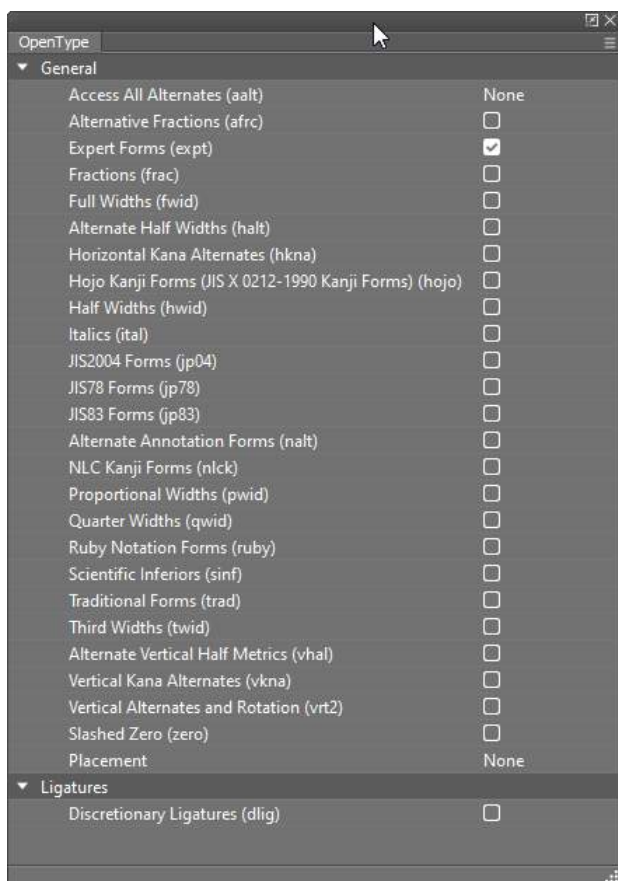 OpenType
General
Access All Alternates (aalt) None
Alternative Fractions (afrc)
Expert Forms (expt)
Fractions (frac)
Full Widths (fwid)
Alternate Half Widths (halt)
Horizontal Kana Alternates (hkna)
Hojo Kanji Forms (JIS X 0212-1990 Kanji Forms) (hojo)
Half Widths (hwid)
Italics (ital)
JIS2004 Forms (jp04)
JIS78 Forms (jp78)
JIS83 Forms (jp83)
Alternate Annotation Forms (nalt)
NLC Kanji Forms (nlck)
Proportional Widths (pwid)
Quarter Widths (qwid)
Ruby Notation Forms (ruby)
Scientific Inferiors (sinf)
Traditional Forms (trad)
Third Widths (twid)
Alternate Vertical Half Metrics (vhal)
Vertical Kana Alternates (vkna)
Vertical Alternates and Rotation (vrt2)
Slashed Zero (zero)
Placement None
Ligatures
Discretionary Ligatures (dlig)